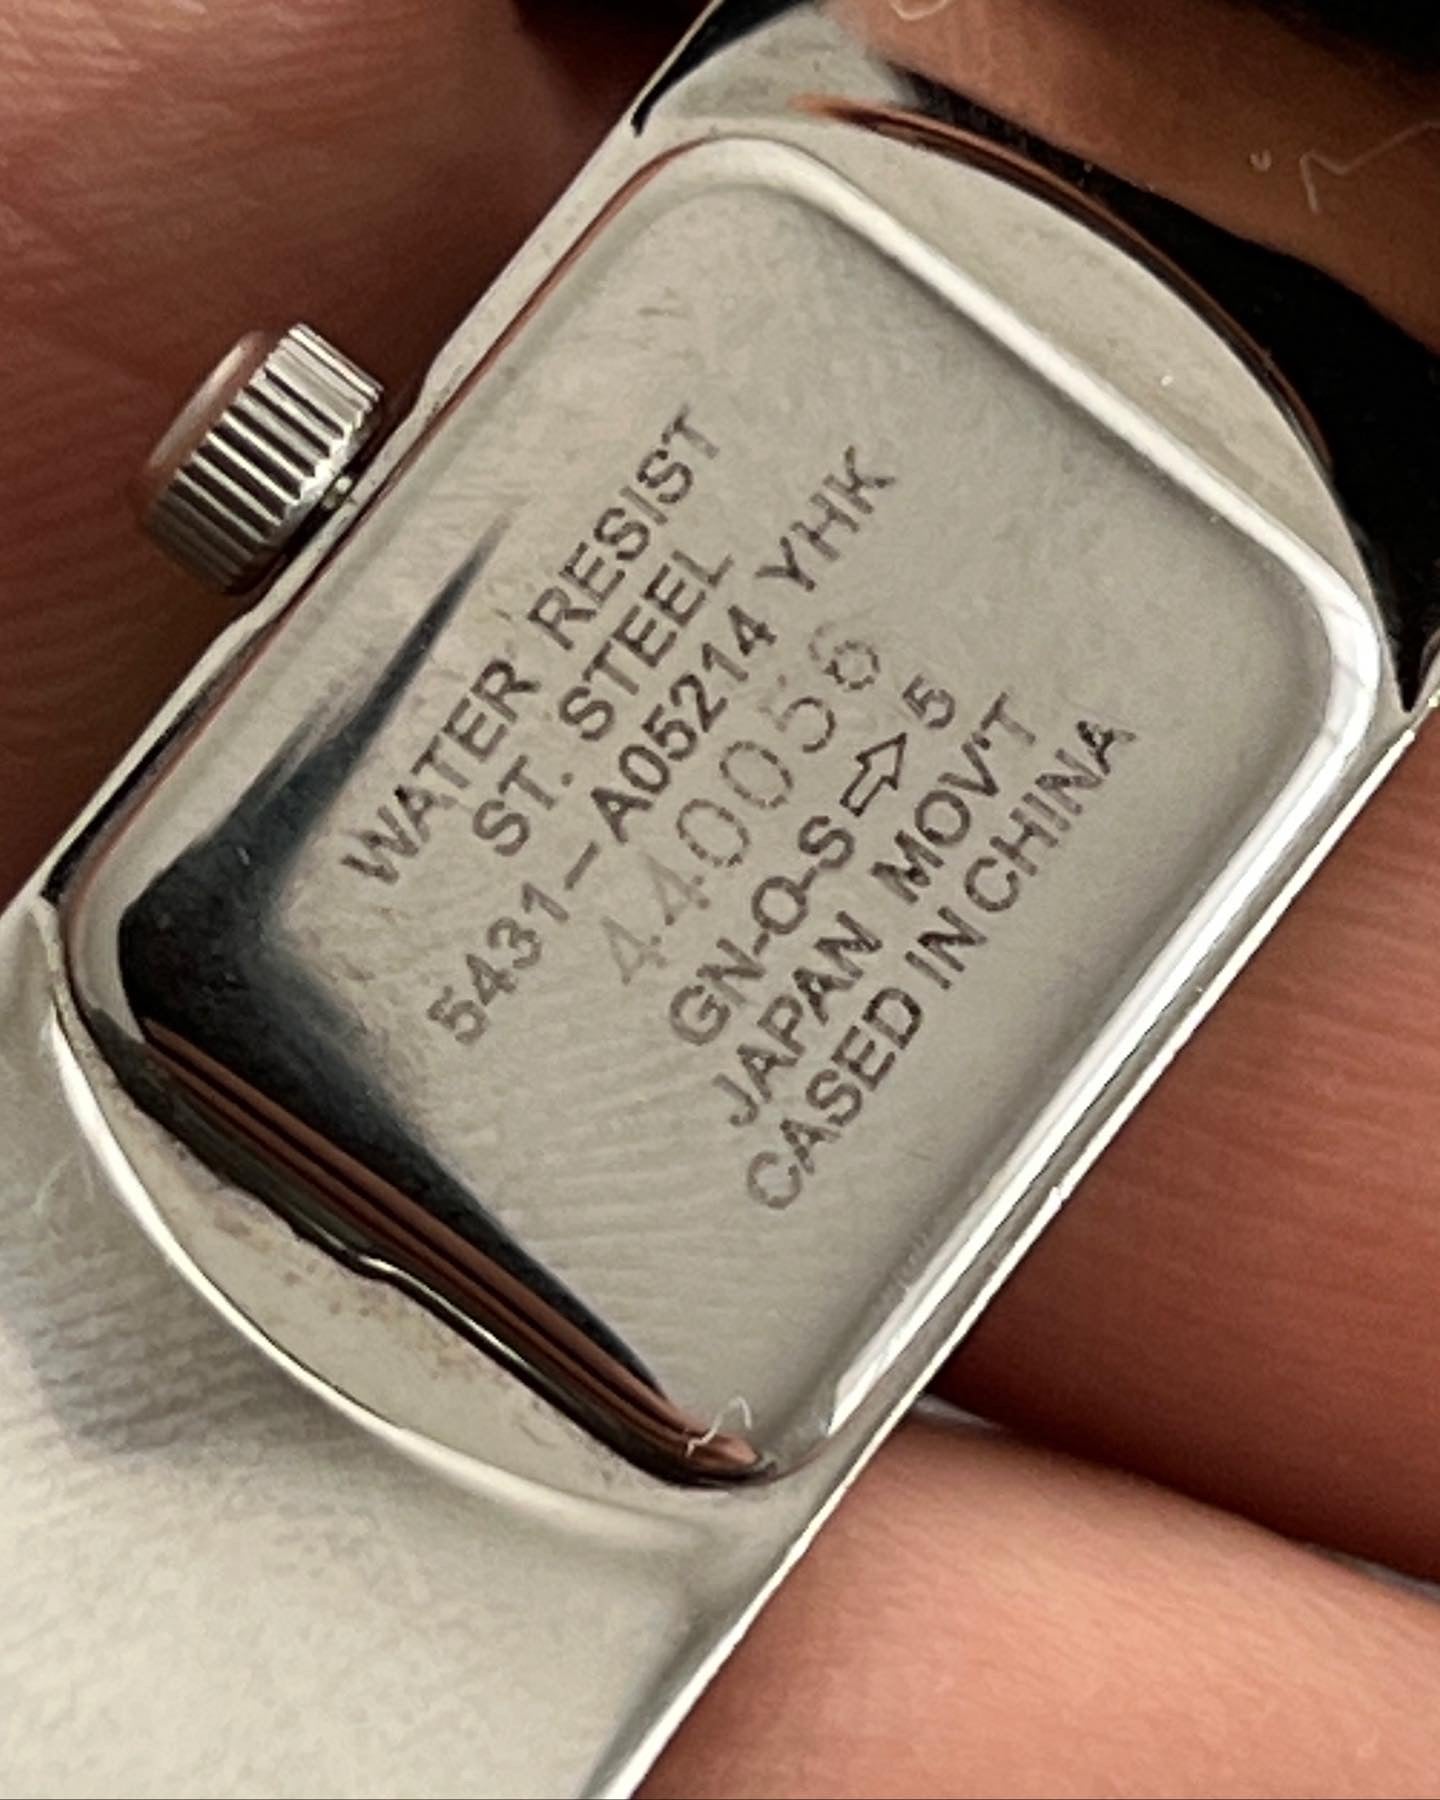 WATER RESIST
ST. STEEL
5431-A05214 YHK
440056
GN-O-S⇨5
JAPAN MOV'T
CASED IN CHINA